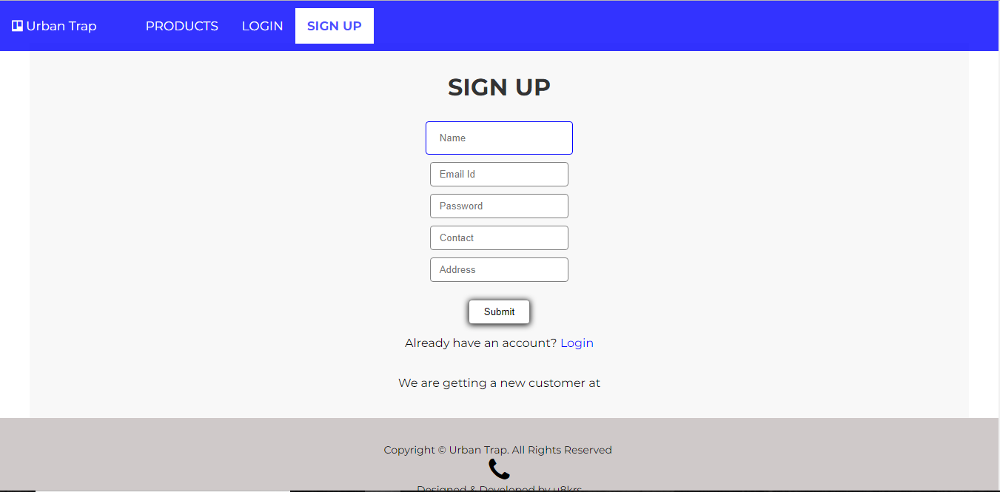 Urban Trap PRODUCTS LOGIN SIGN UP
SIGN UP
Name
Email Id
Password
Contact
Address
Submit
Already have an account? Login
We are getting a new customer at
Copyright © Urban Trap. All Rights Reserved
Designed & Developed by u8krs